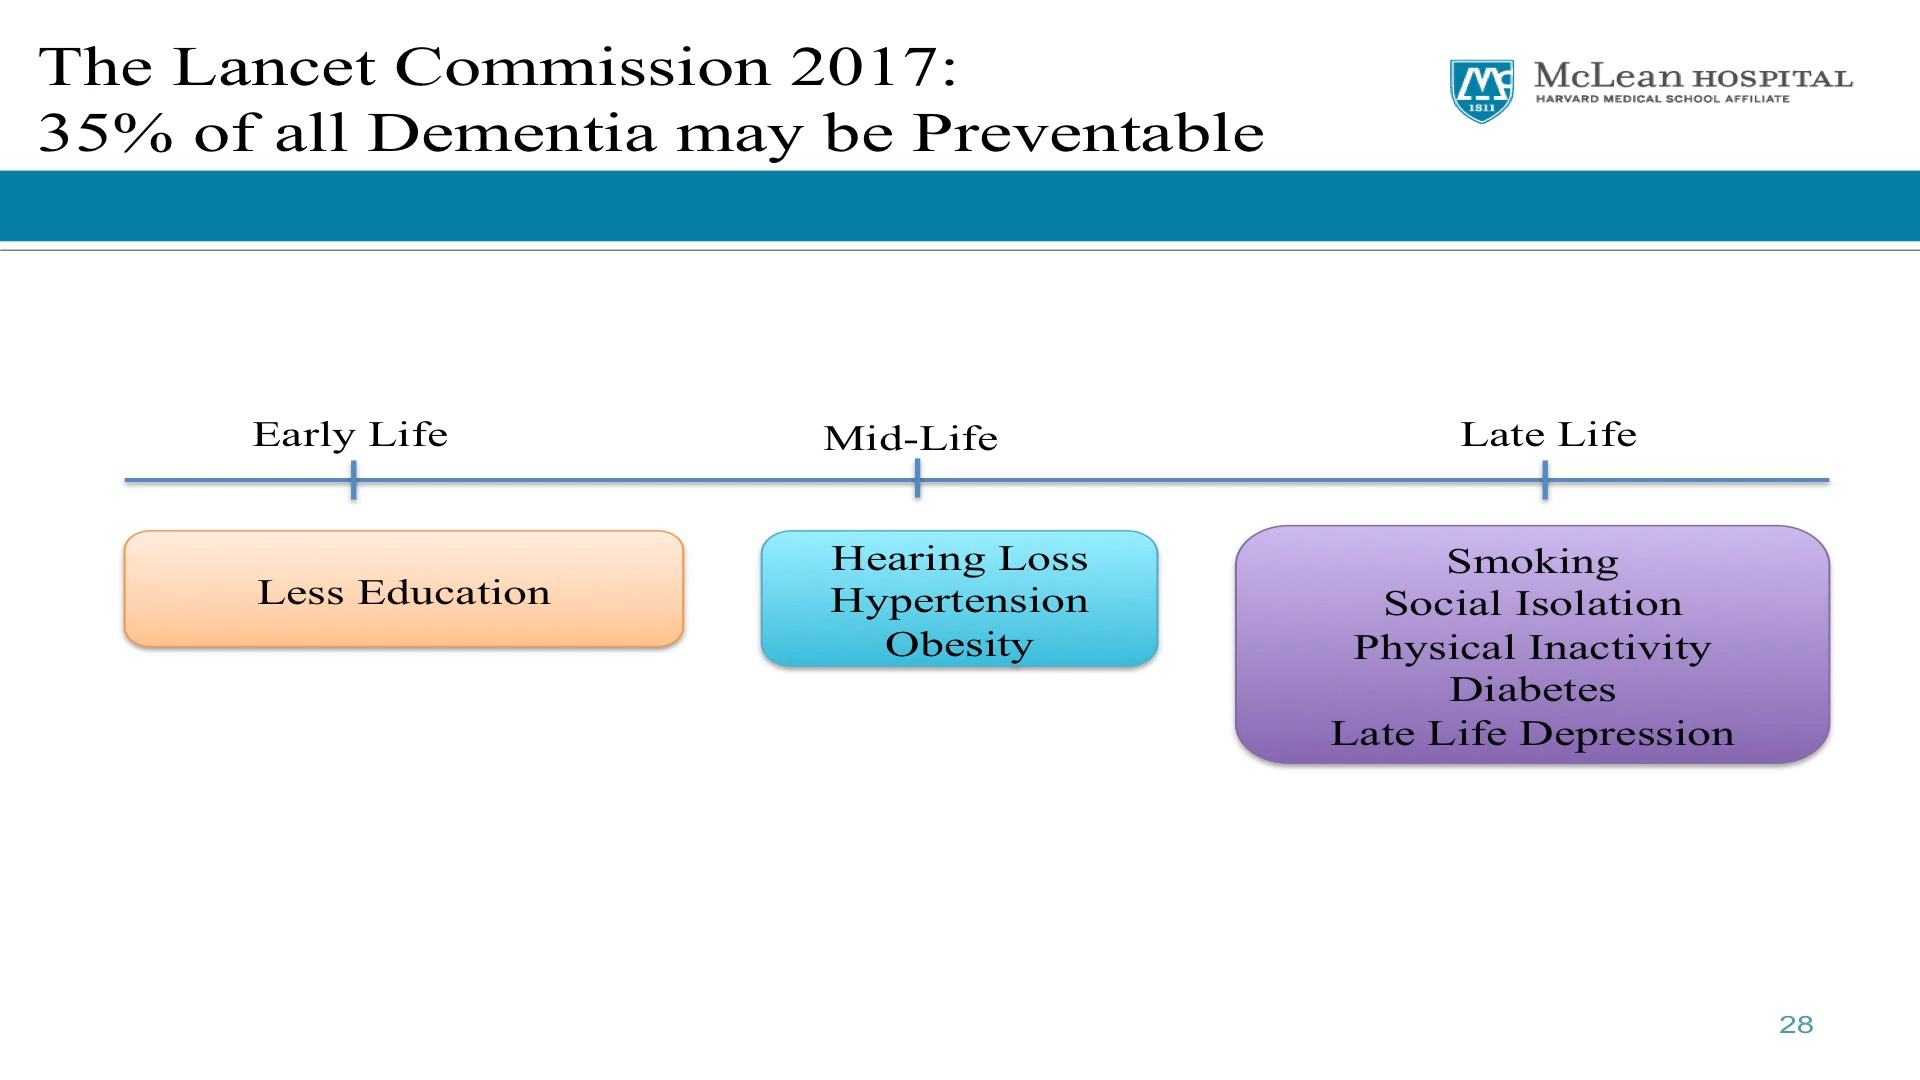 The Lancet Commission 2017:
35% of all Dementia may be Preventable
McLean HOSPITAL
HARVARD MEDICAL SCHOOL AFFILIATE
1811
Early Life
Mid-Life
Late Life
Less Education
Hearing Loss
Hypertension
Obesity
Smoking
Social Isolation
Physical Inactivity
Diabetes
Late Life Depression
28